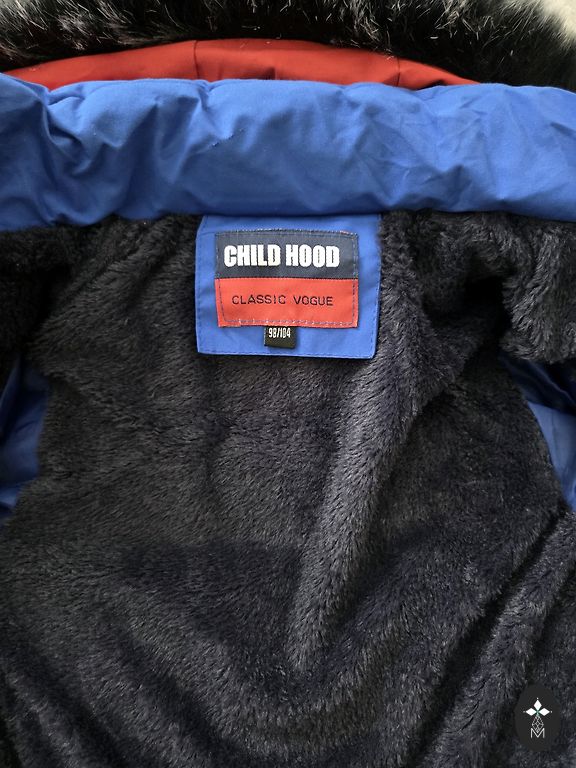 CHILD HOOD
CLASSIC VOGUE
98/104
M